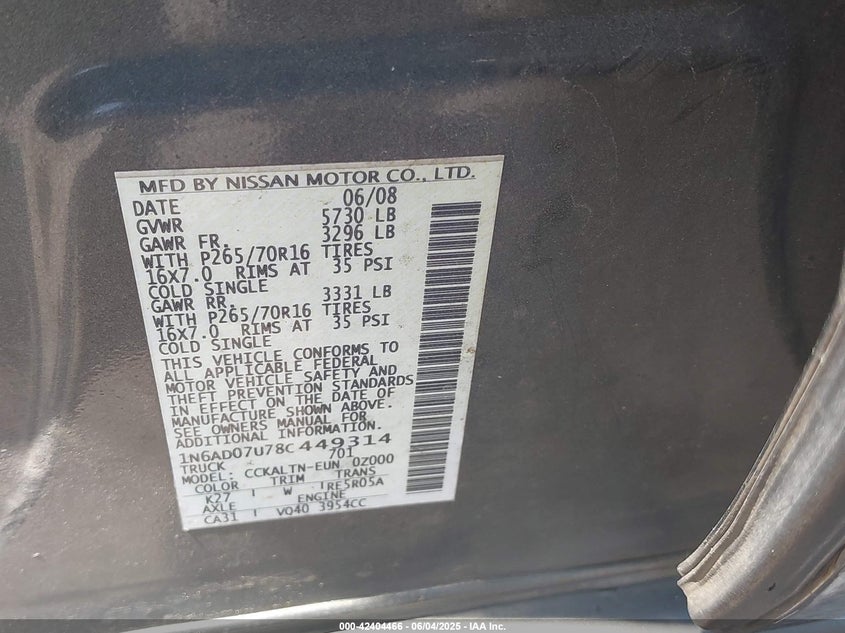 MFD BY NISSAN MOTOR CO., LTD.
DATE 06/08
GVWR 5730 LB
GAWR FR. 3296 LB
WITH P265/70R16 TIRES
16X7.0 RIMS AT 35 PSI
COLD SINGLE
GAWR RR. 3331 LB
WITH P265/70R16 TIRES
16X7.0 RIMS AT 35 PSI
COLD SINGLE
THIS VEHICLE CONFORMS TO
ALL APPLICABLE FEDERAL
MOTOR VEHICLE SAFETY AND
THEFT PREVENTION STANDARDS
IN EFFECT ON THE DATE OF
MANUFACTURE SHOWN ABOVE.
SEE OWNERS MANUAL FOR
ADDITIONAL INFORMATION.
1N6AD07U78C449314
TRUCK /701
MODEL: CCKALTN-EUN 0Z000
COLOR TRIM TRANS
K27 W RE5R05A
AXLE ENGINE
CA31 VQ40 3954CC
000-42404466 - 06/04/2025 - IAA Inc.